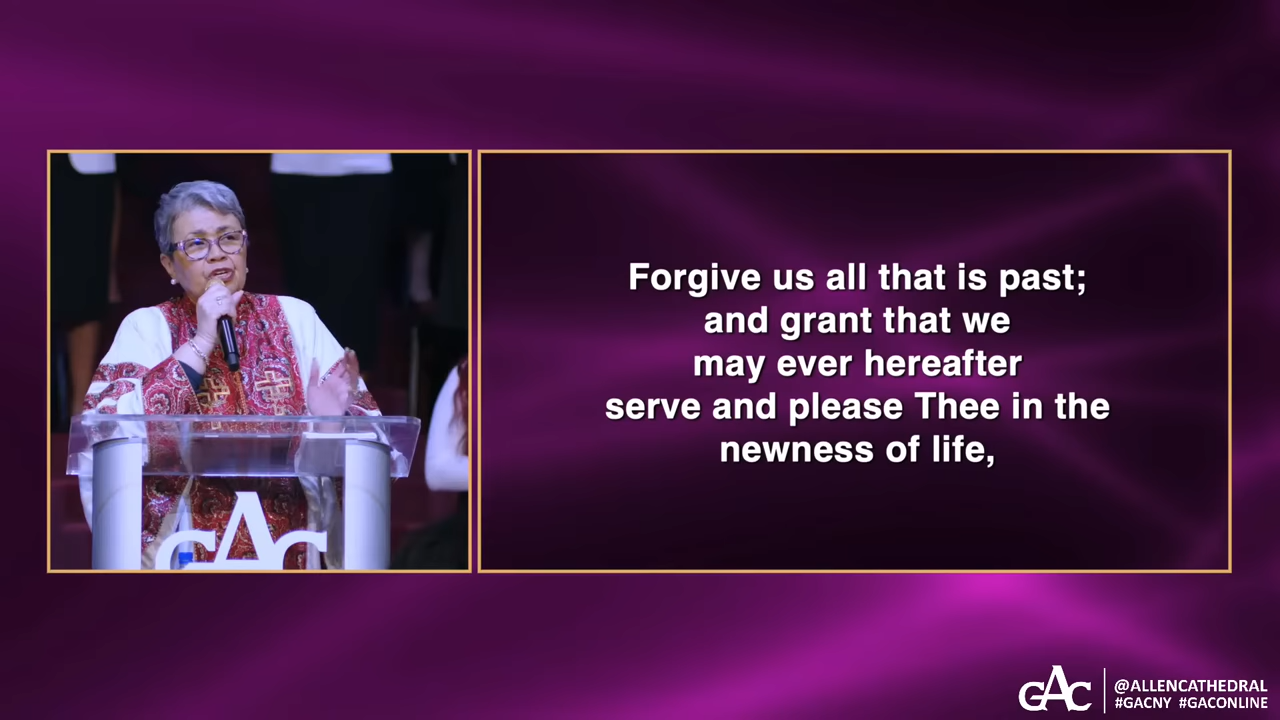 Forgive us all that is past;
and grant that we
may ever hereafter
serve and please Thee in the
newness of life,
GAC
GAC
@ALLENCATHEDRAL
#GACNY #GACONLINE